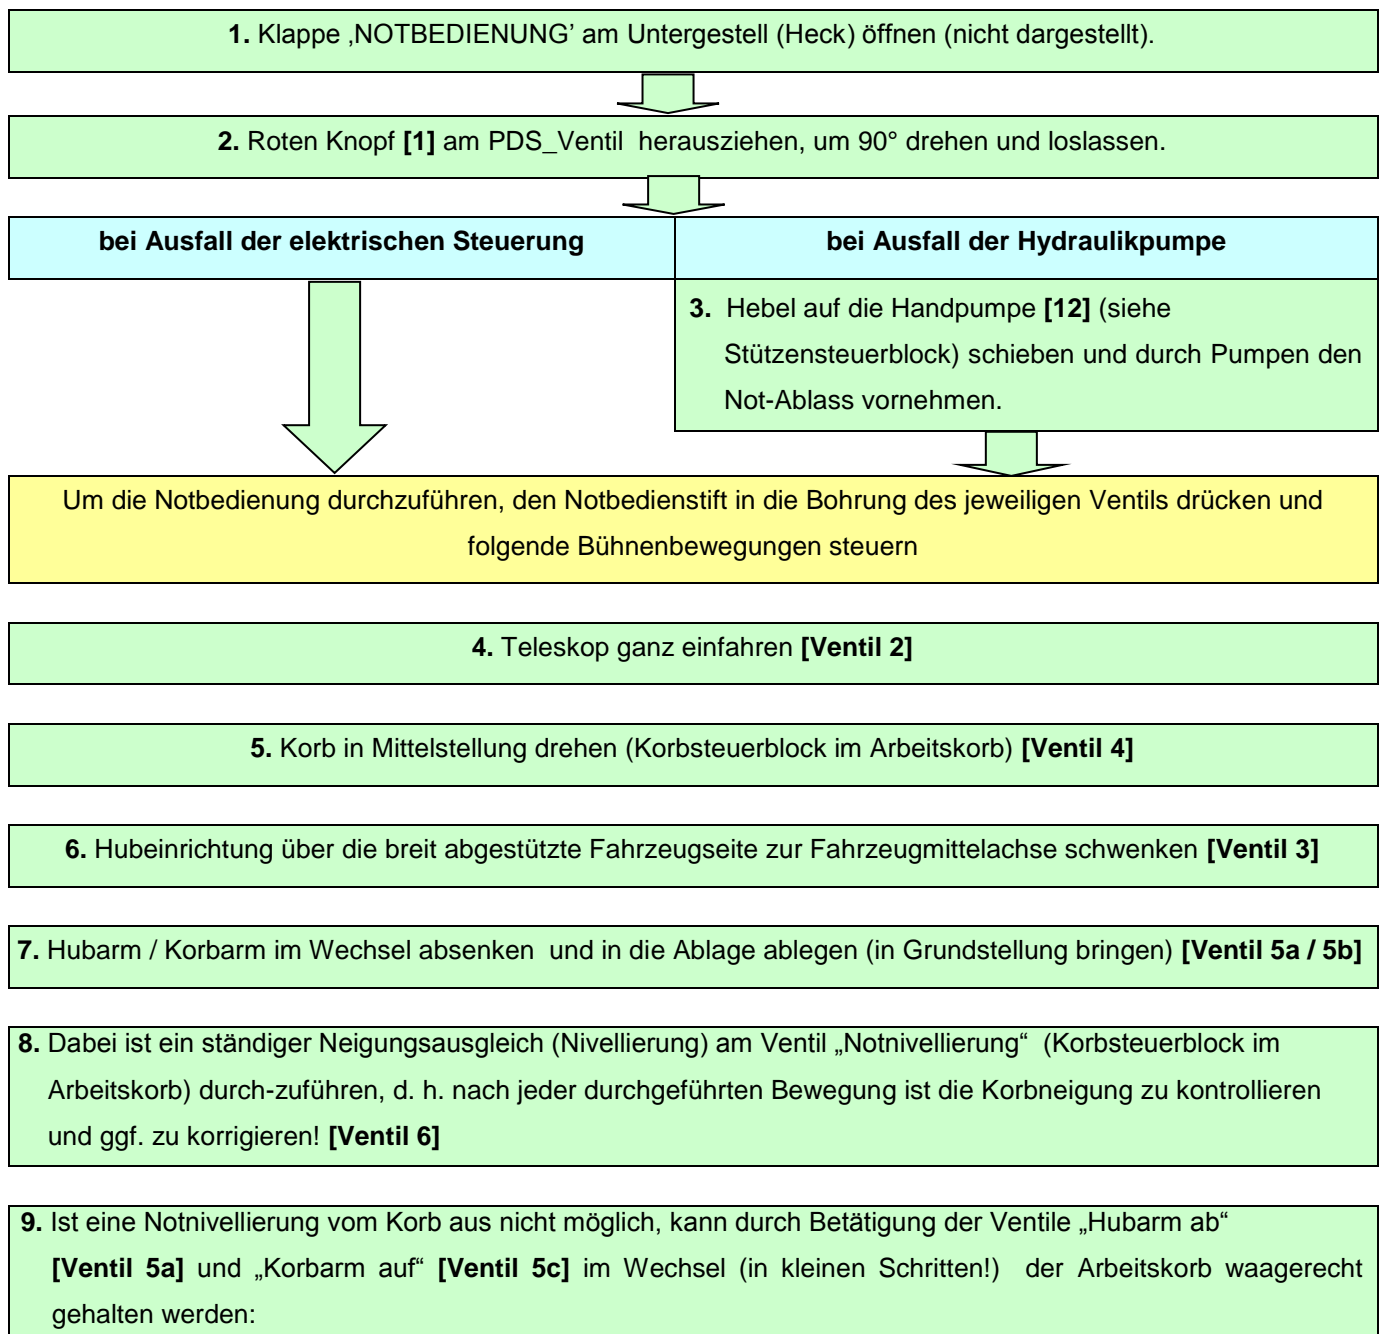 1. Klappe ‚NOTBEDIENUNG’ am Untergestell (Heck) öffnen (nicht dargestellt).
2. Roten Knopf [1] am PDS_Ventil herausziehen, um 90° drehen und loslassen.
bei Ausfall der elektrischen Steuerung
bei Ausfall der Hydraulikpumpe
3. Hebel auf die Handpumpe [12] (siehe
Stützensteuerblock) schieben und durch Pumpen den
Not-Ablass vornehmen.
Um die Notbedienung durchzuführen, den Notbedienstift in die Bohrung des jeweiligen Ventils drücken und
folgende Bühnenbewegungen steuern
4. Teleskop ganz einfahren [Ventil 2]
5. Korb in Mittelstellung drehen (Korbsteuerblock im Arbeitskorb) [Ventil 4]
6. Hubeinrichtung über die breit abgestützte Fahrzeugseite zur Fahrzeugmittelachse schwenken [Ventil 3]
7. Hubarm / Korbarm im Wechsel absenken und in die Ablage ablegen (in Grundstellung bringen) [Ventil 5a / 5b]
8. Dabei ist ein ständiger Neigungsausgleich (Nivellierung) am Ventil „Notnivellierung“ (Korbsteuerblock im
Arbeitskorb) durch-zuführen, d. h. nach jeder durchgeführten Bewegung ist die Korbneigung zu kontrollieren
und ggf. zu korrigieren! [Ventil 6]
9. Ist eine Notnivellierung vom Korb aus nicht möglich, kann durch Betätigung der Ventile „Hubarm ab“
[Ventil 5a] und „Korbarm auf“ [Ventil 5c] im Wechsel (in kleinen Schritten!) der Arbeitskorb waagerecht
gehalten werden: